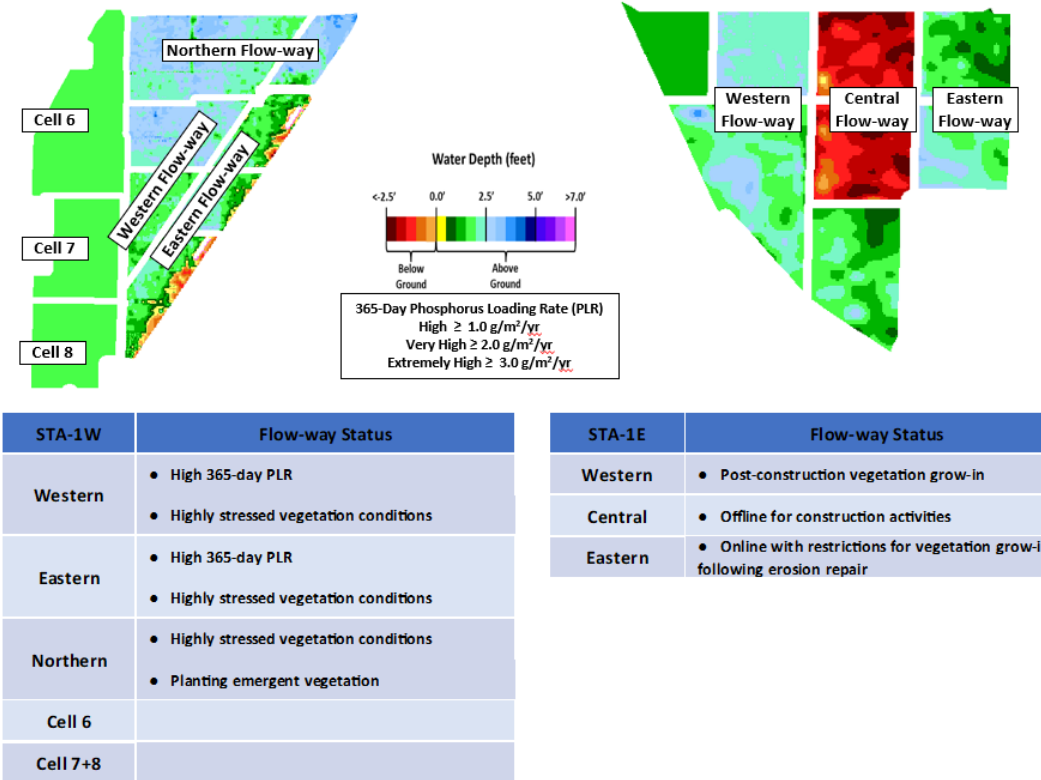 Northern Flow-way
Cell 6
Western Flow-way
Eastern Flow-way
Cell 7
Cell 8
Western
Flow-way
Central
Flow-way
Eastern
Flow-way
Water Depth (feet)
<-2.5' 0.0' 2.5' 5.0' >7.0'
Below
Ground
Above
Ground
365-Day Phosphorus Loading Rate (PLR)
High ≥ 1.0 g/m²/yr
Very High ≥ 2.0 g/m²/yr
Extremely High ≥ 3.0 g/m²/yr
STA-1W Flow-way Status
Western
● High 365-day PLR
● Highly stressed vegetation conditions
Eastern
● High 365-day PLR
● Highly stressed vegetation conditions
Northern
● Highly stressed vegetation conditions
● Planting emergent vegetation
Cell 6
Cell 7+8
STA-1E Flow-way Status
Western ● Post-construction vegetation grow-in
Central ● Offline for construction activities
Eastern
● Online with restrictions for vegetation grow-i
following erosion repair